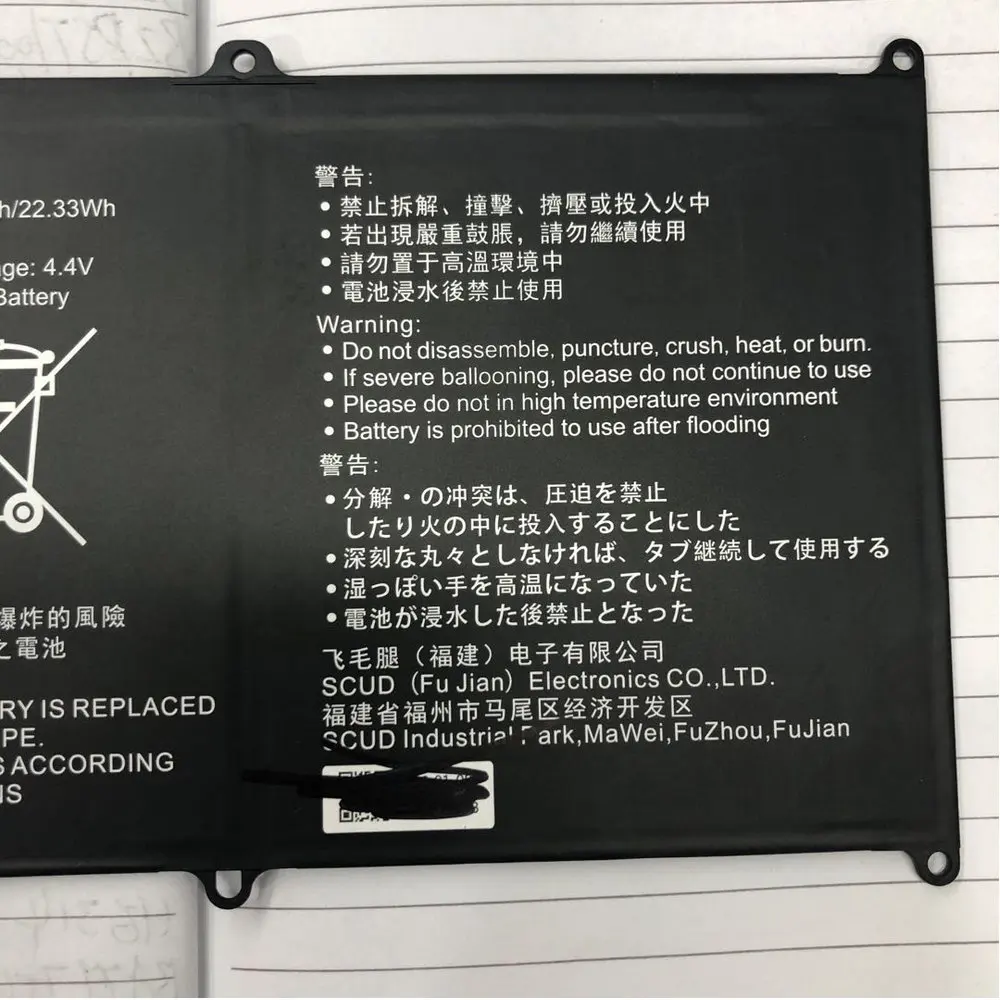 h/22.33Wh
ge: 4.4V
Battery
爆炸的風險
之電池
RY IS REPLACED
PE.
S ACCORDING
NS
警告:
• 禁止拆解、撞擊、擠壓或投入火中
• 若出現嚴重鼓脹，請勿繼續使用
• 請勿置于高溫環境中
• 電池浸水後禁止使用
Warning:
• Do not disassemble, puncture, crush, heat, or burn.
• If severe ballooning, please do not continue to use
• Please do not in high temperature environment
• Battery is prohibited to use after flooding
警告:
• 分解・の冲突は、圧迫を禁止
したり火の中に投入することにした
• 深刻な丸々としなければ、タブ継続して使用する
• 湿っぽい手を高温になっていた
• 電池が浸水した後禁止となった
飞毛腿（福建）电子有限公司
SCUD (Fu Jian) Electronics CO.,LTD.
福建省福州市马尾区经济开发区
SCUD Industrial Park,MaWei,FuZhou,FuJian